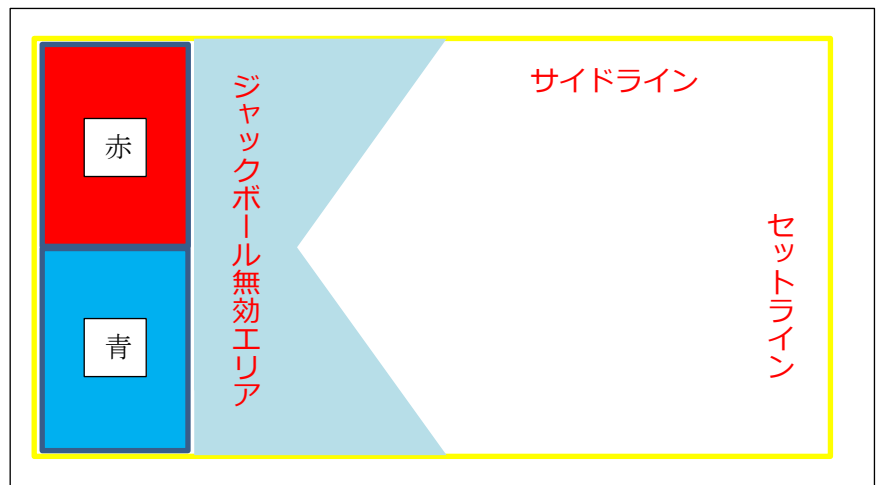 赤
青
ジャックボール無効エリア
サイドライン
セットライン